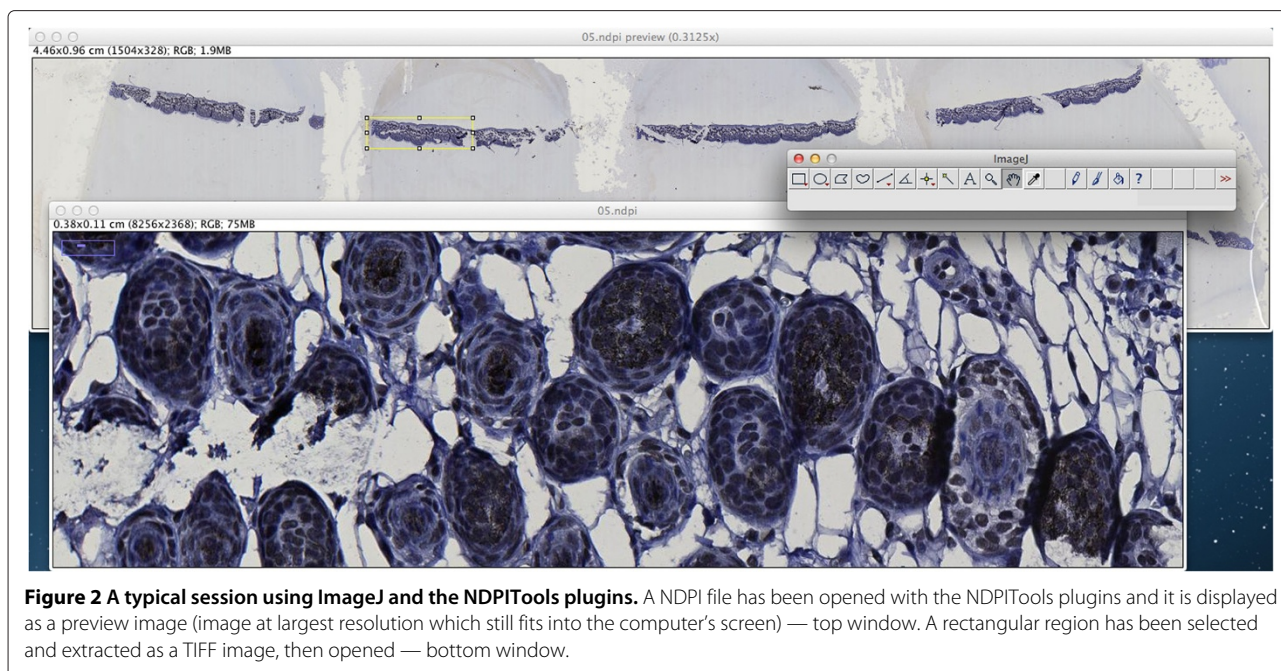 05.ndpi preview (0.3125x)
4.46x0.96 cm (1504x328); RGB; 1.9MB
ImageJ
A ?
>>
05.ndpi
0.38x0.11 cm (8256x2368); RGB; 75MB
Figure 2 A typical session using ImageJ and the NDPITools plugins. A NDPI file has been opened with the NDPITools plugins and it is displayed
as a preview image (image at largest resolution which still fits into the computer's screen) — top window. A rectangular region has been selected
and extracted as a TIFF image, then opened — bottom window.